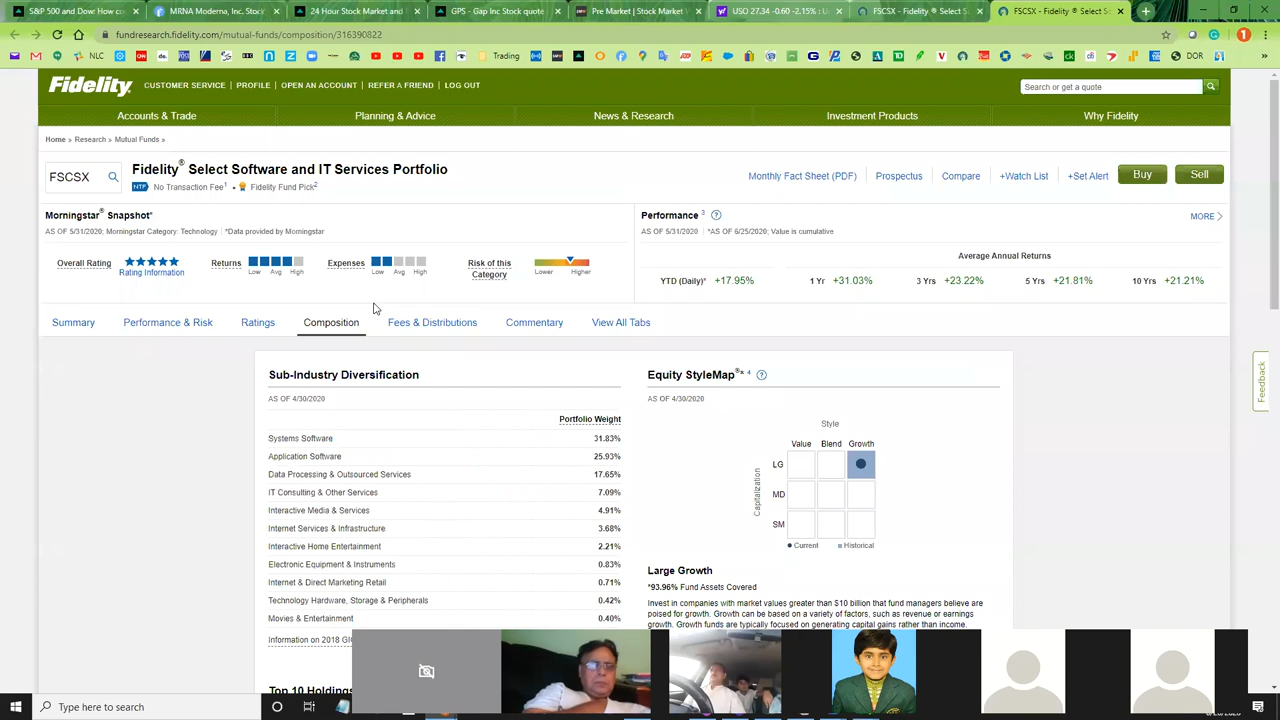 S&P 500 and Dow Down Ca
MRNA Moderna, Inc. Stock q
24 Hour Stock Market and
GPS - Gap Inc Stock quote
Pre Market | Stock Market
USO 27.34 -0.60 -2.15% : U
FSCSX - Fidelity ® Select S
FSCSX - Fidelity ® Select S
fundresearch.fidelity.com/mutual-funds/composition/316390822
NLC
Trading
DOR
Fidelity
CUSTOMER SERVICE | PROFILE | OPEN AN ACCOUNT | REFER A FRIEND | LOG OUT
Search or get a quote
Accounts & Trade
Planning & Advice
News & Research
Investment Products
Why Fidelity
Home » Research » Mutual Funds »
FSCSX
Fidelity® Select Software and IT Services Portfolio
NTF No Transaction Fee1 • Fidelity Fund Pick2
Monthly Fact Sheet (PDF)
Prospectus
Compare
+Watch List
+Set Alert
Buy
Sell
Morningstar® Snapshot*
AS OF 5/31/2020; Morningstar Category: Technology | *Data provided by Morningstar
Overall Rating
Rating Information
Returns
Low Avg High
Expenses
Low Avg High
Risk of this Category
Lower Higher
Performance 3
MORE
AS OF 5/31/2020 | *AS OF 6/25/2020; Value is cumulative
Average Annual Returns
YTD (Daily)* +17.95%
1 Yr +31.03%
3 Yrs +23.22%
5 Yrs +21.81%
10 Yrs +21.21%
Summary
Performance & Risk
Ratings
Composition
Fees & Distributions
Commentary
View All Tabs
Feedback
Sub-Industry Diversification
AS OF 4/30/2020
Portfolio Weight
Systems Software 31.83%
Application Software 25.93%
Data Processing & Outsourced Services 17.65%
IT Consulting & Other Services 7.09%
Interactive Media & Services 4.91%
Internet Services & Infrastructure 3.68%
Interactive Home Entertainment 2.21%
Electronic Equipment & Instruments 0.83%
Internet & Direct Marketing Retail 0.71%
Technology Hardware, Storage & Peripherals 0.42%
Movies & Entertainment 0.40%
Information on 2018 GI
Top 10 Holdings
Equity StyleMap®* 4
AS OF 4/30/2020
Style
Value Blend Growth
Capitalization
LG
MD
SM
Current Historical
Large Growth
*93.96% Fund Assets Covered
Invest in companies with market values greater than $10 billion that fund managers believe are
poised for growth. Growth can be based on a variety of factors, such as revenue or earnings
growth. Growth funds are typically focused on generating capital gains rather than income.
Type here to search